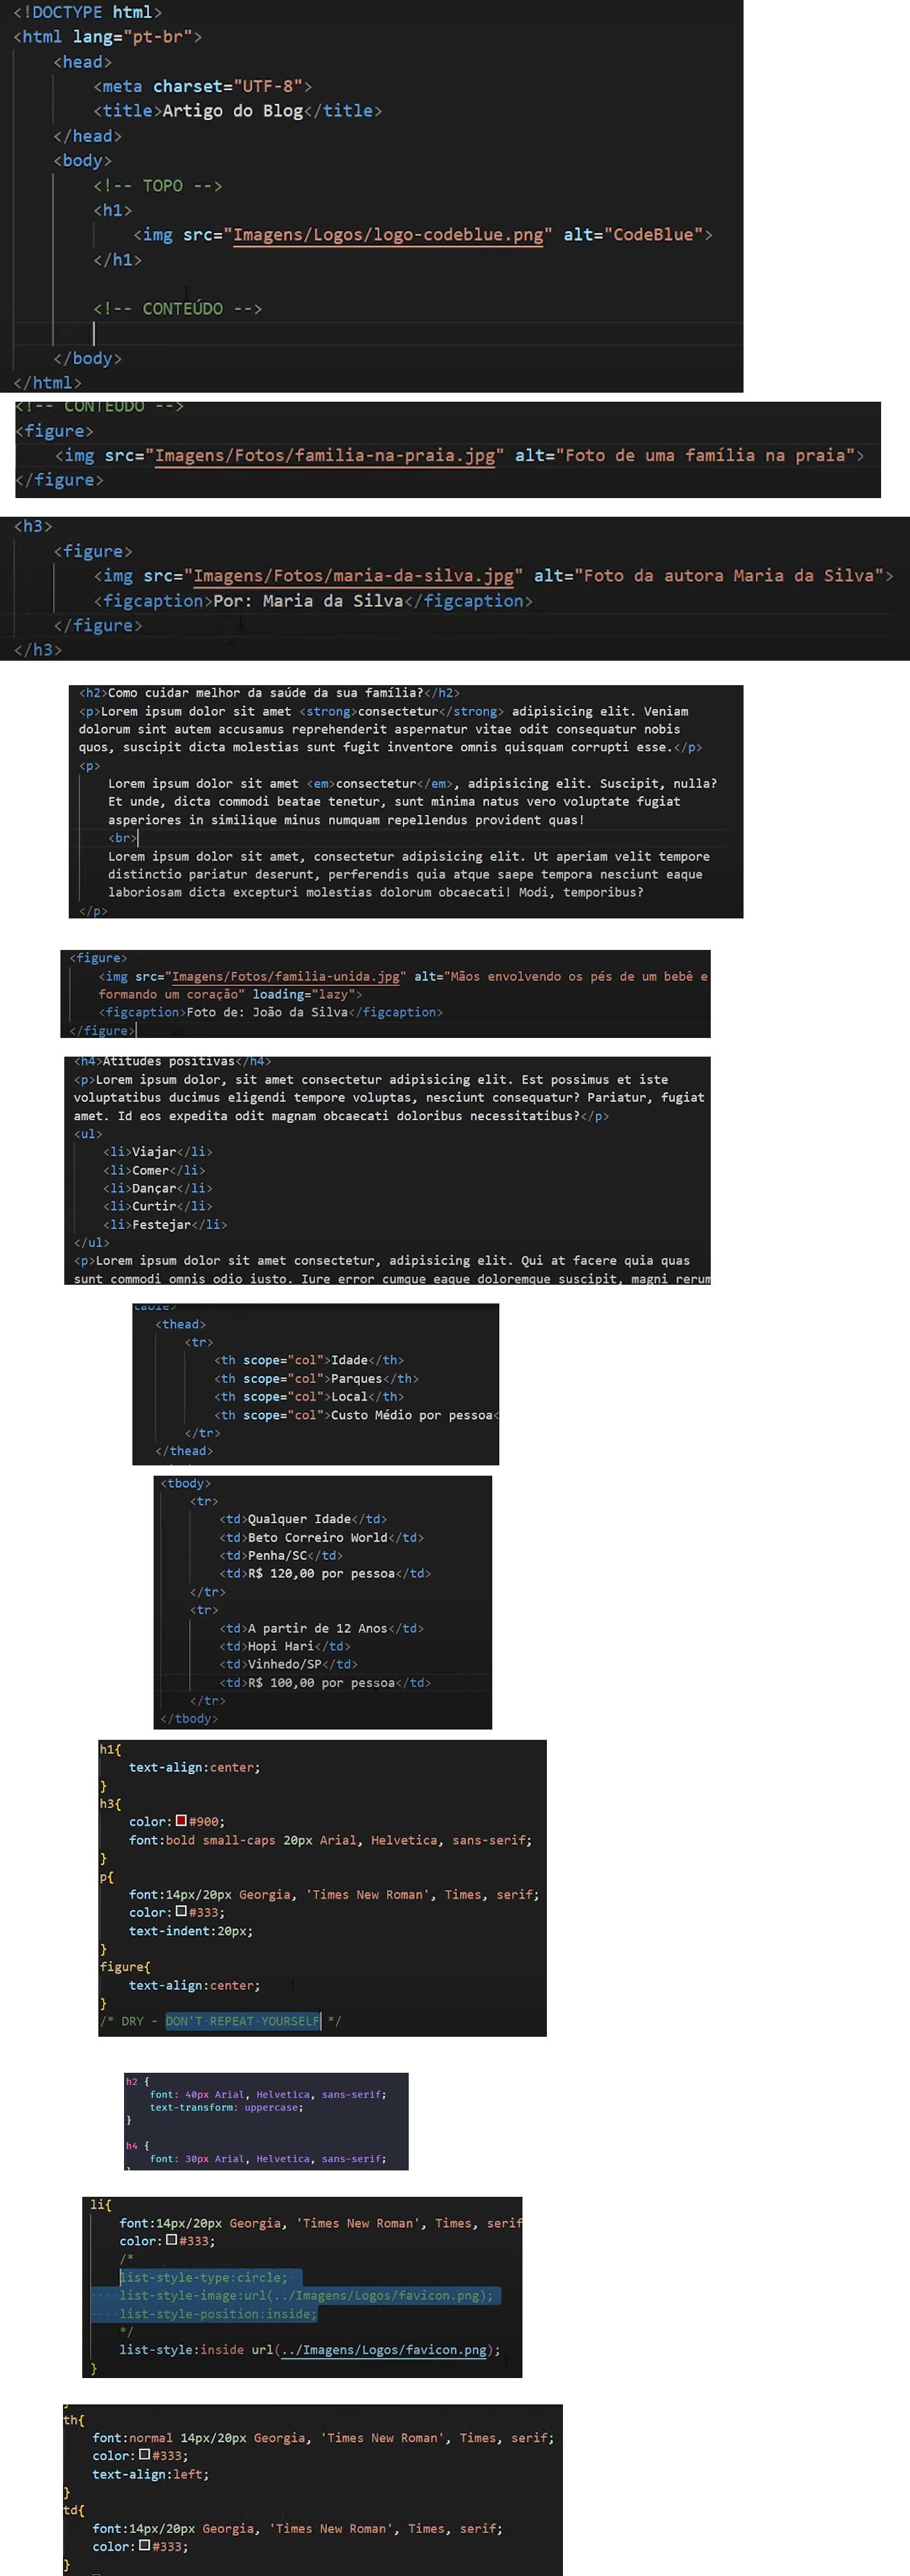 <!DOCTYPE html>
<html lang="pt-br">
<head>
<meta charset="UTF-8">
<title>Artigo do Blog</title>
</head>
<body>
<!-- TOPO -->
<h1>
<img src="Imagens/Logos/logo-codeblue.png" alt="CodeBlue">
</h1>
<!-- CONTEÚDO -->
</body>
</html>
<!-- CONTEÚDO -->
<figure>
<img src="Imagens/Fotos/familia-na-praia.jpg" alt="Foto de uma família na praia">
</figure>
<h3>
<figure>
<img src="Imagens/Fotos/maria-da-silva.jpg" alt="Foto da autora Maria da Silva">
<figcaption>Por: Maria da Silva</figcaption>
</figure>
</h3>
<h2>Como cuidar melhor da saúde da sua família?</h2>
<p>Lorem ipsum dolor sit amet <strong>consectetur</strong> adipisicing elit. Veniam
dolorum sint autem accusamus reprehenderit aspernatur vitae odit consequatur nobis
quos, suscipit dicta molestias sunt fugit inventore omnis quisquam corrupti esse.</p>
<p>
Lorem ipsum dolor sit amet <em>consectetur</em>, adipisicing elit. Suscipit, nulla?
Et unde, dicta commodi beatae tenetur, sunt minima natus vero voluptate fugiat
asperiores in similique minus numquam repellendus provident quas!
<br>
Lorem ipsum dolor sit amet, consectetur adipisicing elit. Ut aperiam velit tempore
distinctio pariatur deserunt, perferendis quia atque saepe tempora nesciunt eaque
laboriosam dicta excepturi molestias dolorum obcaecati! Modi, temporibus?
</p>
<figure>
<img src="Imagens/Fotos/familia-unida.jpg" alt="Mãos envolvendo os pés de um bebê e
formando um coração" loading="lazy">
<figcaption>Foto de: João da Silva</figcaption>
</figure>
<h4>Atitudes positivas</h4>
<p>Lorem ipsum dolor, sit amet consectetur adipisicing elit. Est possimus et iste
voluptatibus ducimus eligendi tempore voluptas, nesciunt consequatur? Pariatur, fugiat
amet. Id eos expedita odit magnam obcaecati doloribus necessitatibus?</p>
<ul>
<li>Viajar</li>
<li>Comer</li>
<li>Dançar</li>
<li>Curtir</li>
<li>Festejar</li>
</ul>
<p>Lorem ipsum dolor sit amet consectetur, adipisicing elit. Qui at facere quia quas
sunt commodi omnis odio iusto. Iure error cumque eaque doloremque suscipit, magni rerum
table>
<thead>
<tr>
<th scope="col">Idade</th>
<th scope="col">Parques</th>
<th scope="col">Local</th>
<th scope="col">Custo Médio por pessoa<
</tr>
</thead>
<tbody>
<tr>
<td>Qualquer Idade</td>
<td>Beto Correiro World</td>
<td>Penha/SC</td>
<td>R$ 120,00 por pessoa</td>
</tr>
<tr>
<td>A partir de 12 Anos</td>
<td>Hopi Hari</td>
<td>Vinhedo/SP</td>
<td>R$ 100,00 por pessoa</td>
</tr>
</tbody>
h1{
text-align:center;
}
h3{
color:#900;
font:bold small-caps 20px Arial, Helvetica, sans-serif;
}
p{
font:14px/20px Georgia, 'Times New Roman', Times, serif;
color:#333;
text-indent:20px;
}
figure{
text-align:center;
}
/* DRY - DON'T REPEAT YOURSELF */
h2 {
font: 40px Arial, Helvetica, sans-serif;
text-transform: uppercase;
}
h4 {
font: 30px Arial, Helvetica, sans-serif;
}
li{
font:14px/20px Georgia, 'Times New Roman', Times, serif
color:#333;
/*
list-style-type:circle;
list-style-image:url(../Imagens/Logos/favicon.png);
list-style-position:inside;
*/
list-style:inside url(../Imagens/Logos/favicon.png);
}
}
th{
font:normal 14px/20px Georgia, 'Times New Roman', Times, serif;
color:#333;
text-align:left;
}
td{
font:14px/20px Georgia, 'Times New Roman', Times, serif;
color:#333;
}